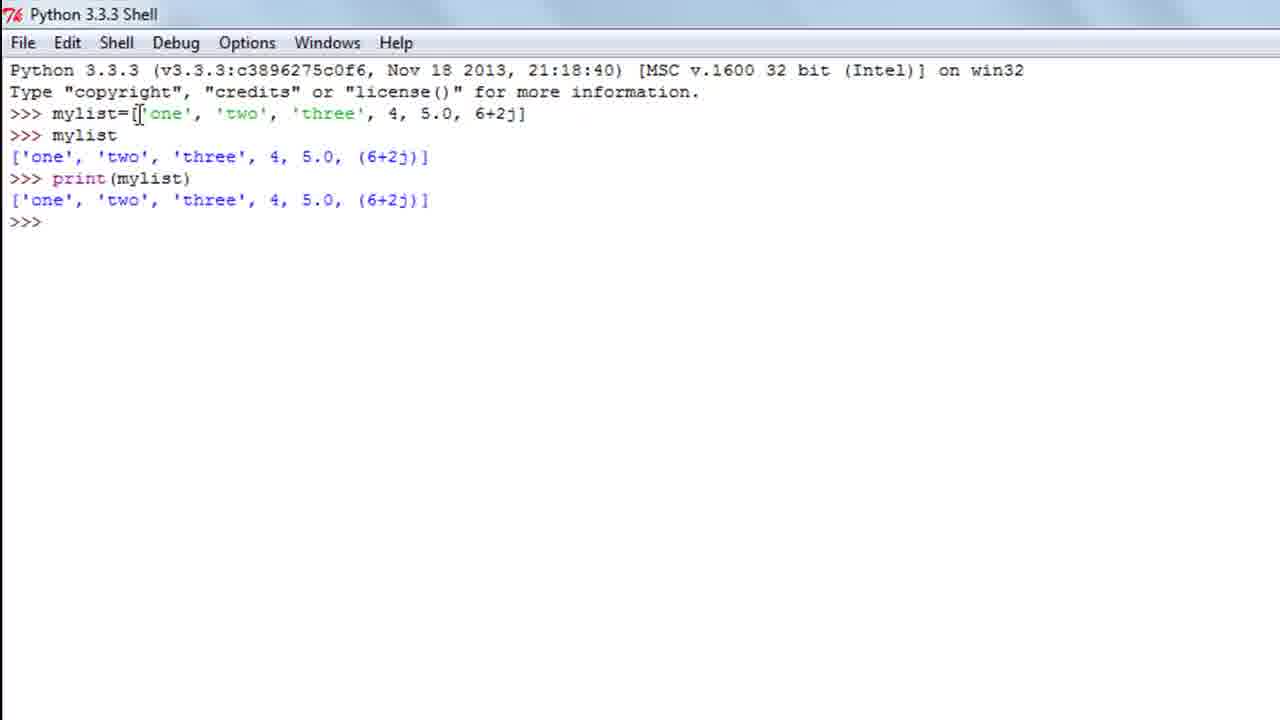 Python 3.3.3 Shell
File Edit Shell Debug Options Windows Help
Python 3.3.3 (v3.3.3:c3896275c0f6, Nov 18 2013, 21:18:40) [MSC v.1600 32 bit (Intel)] on win32
Type "copyright", "credits" or "license()" for more information.
>>> mylist=['one', 'two', 'three', 4, 5.0, 6+2j]
>>> mylist
['one', 'two', 'three', 4, 5.0, (6+2j)]
>>> print(mylist)
['one', 'two', 'three', 4, 5.0, (6+2j)]
>>>